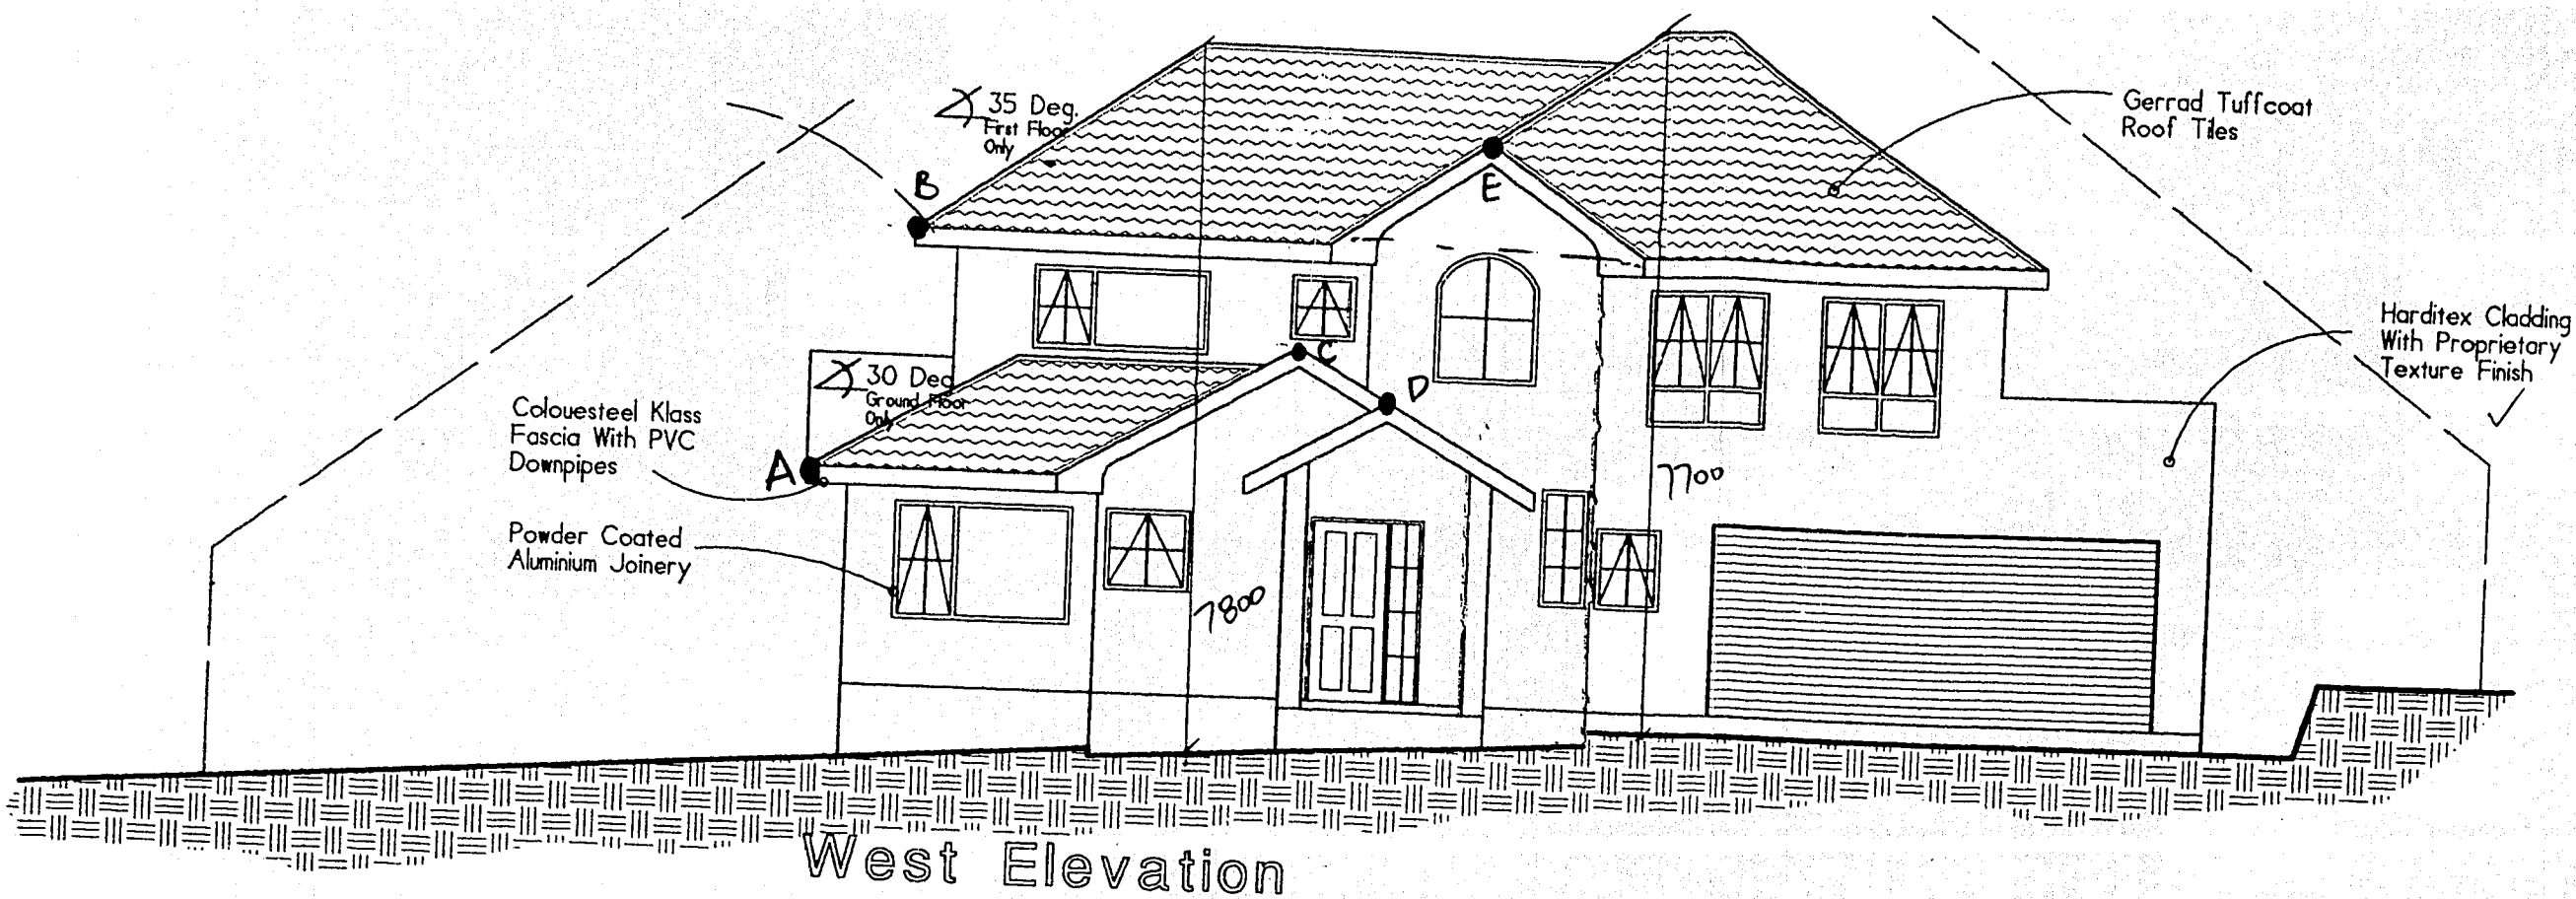 35 Deg.
First Floor
Only
Gerrad Tuffcoat
Roof Tiles
B
E
Harditex Cladding
With Proprietary
Texture Finish
C
30 Deg
Ground Floor
Only
D
Colouesteel Klass
Fascia With PVC
Downpipes
A
7700
Powder Coated
Aluminium Joinery
7800
West Elevation